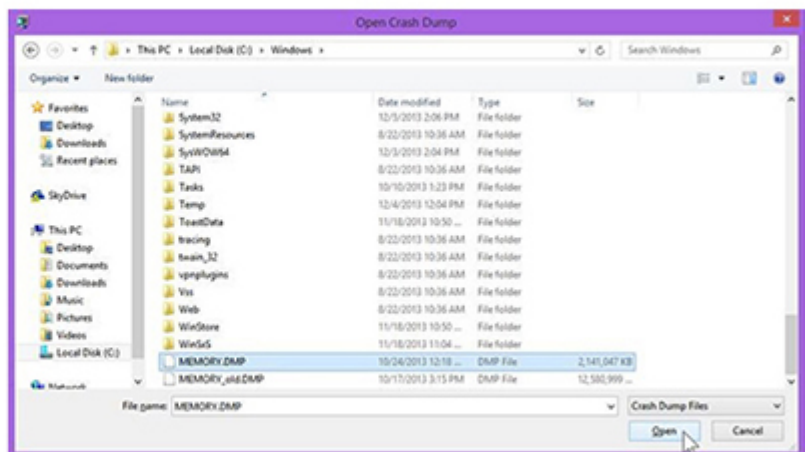 Open Crash Dump
This PC Local Disk (C:) Windows Search Windows
Organize New folder
Name Date modified Type Size
Favorites
Desktop
Downloads
Recent places
SkyDrive
This PC
Desktop
Documents
Downloads
Music
Pictures
Videos
Local Disk (C:)
Network
System32 12/3/2013 2:06 PM File folder
SystemResources 8/22/2013 10:36 AM File folder
SysWOW64 12/3/2013 2:04 PM File folder
TAPI 8/22/2013 10:36 AM File folder
Tasks 10/10/2013 1:23 PM File folder
Temp 12/4/2013 12:04 PM File folder
ToastData 11/18/2013 10:50 ... File folder
tracing 8/22/2013 10:36 AM File folder
twain_32 8/22/2013 10:36 AM File folder
vpnplugins 8/22/2013 10:36 AM File folder
Vss 8/22/2013 10:36 AM File folder
Web 8/22/2013 10:36 AM File folder
WinStore 11/18/2013 10:50 ... File folder
WinSxS 11/18/2013 11:04 ... File folder
MEMORY.DMP 10/24/2013 12:18 ... DMP File 2,141,047 KB
MEMORY_old.DMP 10/17/2013 3:15 PM DMP File 12,580,999 ...
File name: MEMORY.DMP Crash Dump Files
Open Cancel